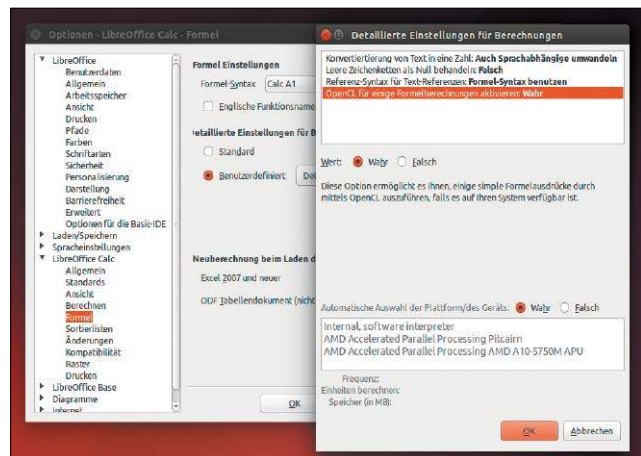 Optionen - LibreOffice Calc - Formel
LibreOffice
Benutzerdaten
Allgemein
Arbeitsspeicher
Ansicht
Drucken
Pfade
Farben
Schriftarten
Sicherheit
Personalisierung
Darstellung
Barrierefreiheit
Erweitert
Optionen für die Basic-IDE
Laden/Speichern
Spracheinstellungen
LibreOffice Calc
Allgemein
Standards
Ansicht
Berechnen
Formel
Sortierlisten
Änderungen
Kompatibilität
Raster
Drucken
LibreOffice Base
Diagramme
Internet
Formel Einstellungen
Formel-Syntax Calc A1
Englische Funktionsname
etaillierte Einstellungen für B
Standard
Benutzerdefiniert Det
Neuberechnung beim Laden d
Excel 2007 und neuer
ODF Tabellendokument (nicht
OK
Detaillierte Einstellungen für Berechnungen
Konvertiertierung von Text in eine Zahl: Auch Sprachabhängige umwandeln
Leere Zeichenketten als Null behandeln: Falsch
Referenz-Syntax für Text-Referenzen: Formel-Syntax benutzen
OpenCL für einige Formelberechnungen aktivieren: Wahr
Wert: Wahr Falsch
Diese Option ermöglicht es Ihnen, einige simple Formelausdrücke durch
mittels OpenCL auszuführen, falls es auf Ihren System verfügbar ist.
Automatische Auswahl der Plattform/des Geräts: Wahr Falsch
Internal, software interpreter
AMD Accelerated Parallel Processing Pitcairn
AMD Accelerated Parallel Processing AMD A10-5750M APU
Frequenz:
Einheiten berechnen:
Speicher (in MB):
OK Abbrechen